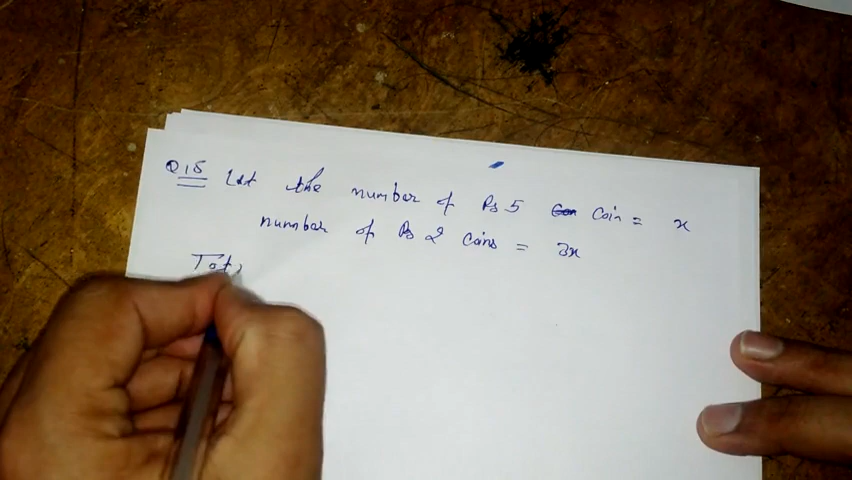 Q15 Let the number of Rs 5 Coin = x
number of Rs 2 Coins = 3x
Tot